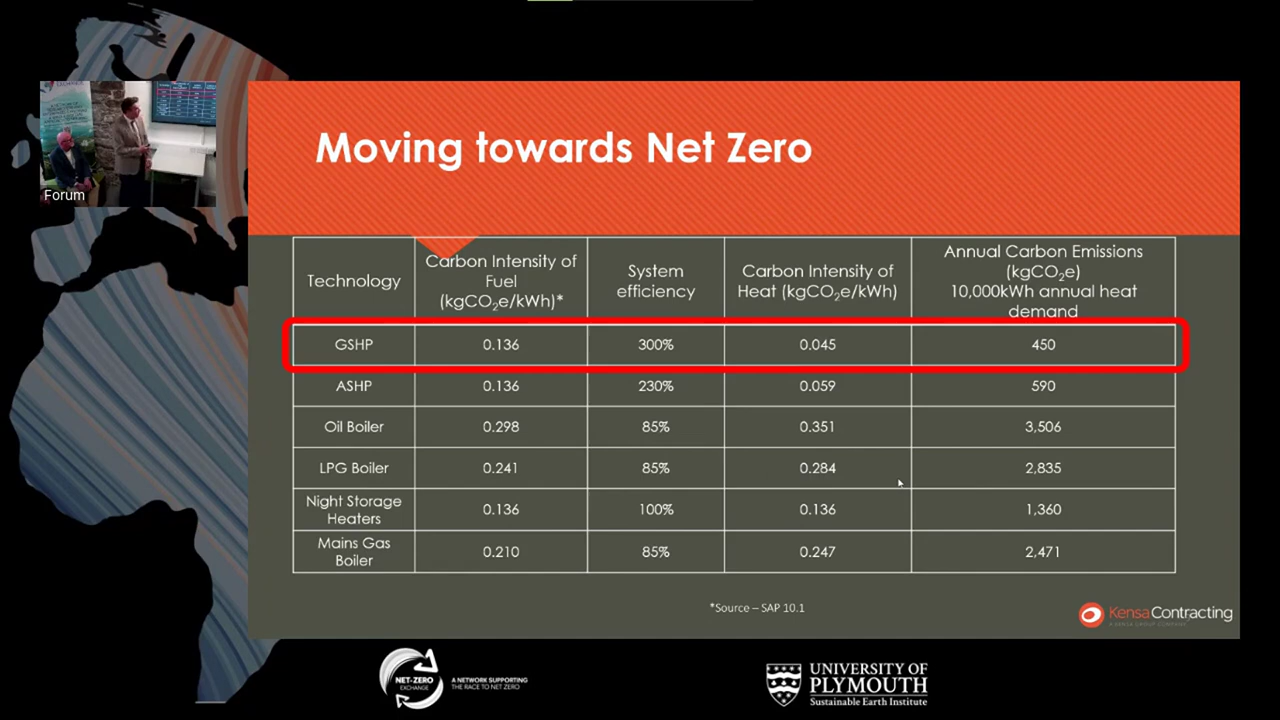 Moving towards Net Zero
Forum
Technology
Carbon Intensity of
Fuel
(kgCO₂e/kWh)*
System
efficiency
Carbon Intensity of
Heat (kgCO₂e/kWh)
Annual Carbon Emissions
(kgCO₂e)
10,000kWh annual heat
demand
GSHP 0.136 300% 0.045 450
ASHP 0.136 230% 0.059 590
Oil Boiler 0.298 85% 0.351 3,506
LPG Boiler 0.241 85% 0.284 2,835
Night Storage
Heaters 0.136 100% 0.136 1,360
Mains Gas
Boiler 0.210 85% 0.247 2,471
*Source – SAP 10.1
KensaContracting
A KENSA GROUP COMPANY
NET-ZERO
EXCHANGE
A NETWORK SUPPORTING
THE RACE TO NET ZERO
UNIVERSITY OF
PLYMOUTH
Sustainable Earth Institute